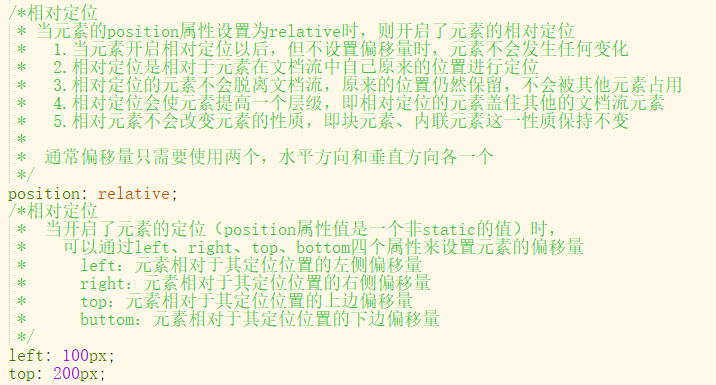 /*相对定位
* 当元素的position属性设置为relative时，则开启了元素的相对定位
* 1.当元素开启相对定位以后，但不设置偏移量时，元素不会发生任何变化
* 2.相对定位是相对于元素在文档流中自己原来的位置进行定位
* 3.相对定位的元素不会脱离文档流，原来的位置仍然保留，不会被其他元素占用
* 4.相对定位会使元素提高一个层级，即相对定位的元素盖住其他的文档流元素
* 5.相对元素不会改变元素的性质，即块元素、内联元素这一性质保持不变
*
* 通常偏移量只需要使用两个，水平方向和垂直方向各一个
*/
position: relative;
/*相对定位
* 当开启了元素的定位（position属性值是一个非static的值）时，
* 可以通过left、right、top、bottom四个属性来设置元素的偏移量
* left：元素相对于其定位位置的左侧偏移量
* right：元素相对于其定位位置的右侧偏移量
* top：元素相对于其定位位置的上边偏移量
* buttom：元素相对于其定位位置的下边偏移量
*/
left: 100px;
top: 200px;